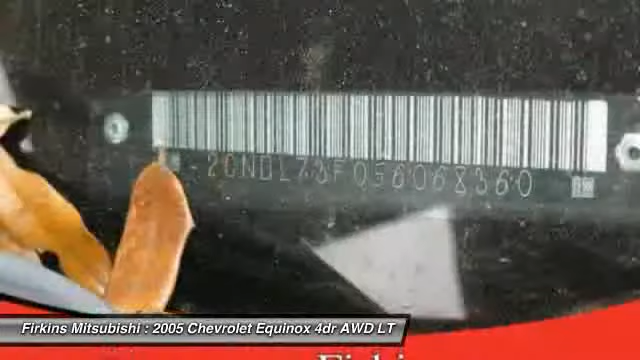 2CNDL73F056068360
Firkins Mitsubishi : 2005 Chevrolet Equinox 4dr AWD LT